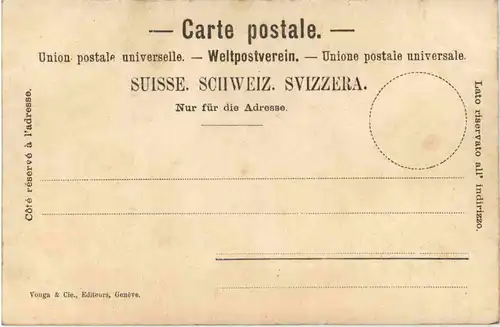 — Carte postale. —
Union postale universelle. — Weltpostverein. — Unione postale universale.
SUISSE. SCHWEIZ. SVIZZERA.
Nur für die Adresse.
Côté réservé à l'adresse.
Lato riservato all' indirizzo.
Vouga & Cie., Editeurs, Genève.